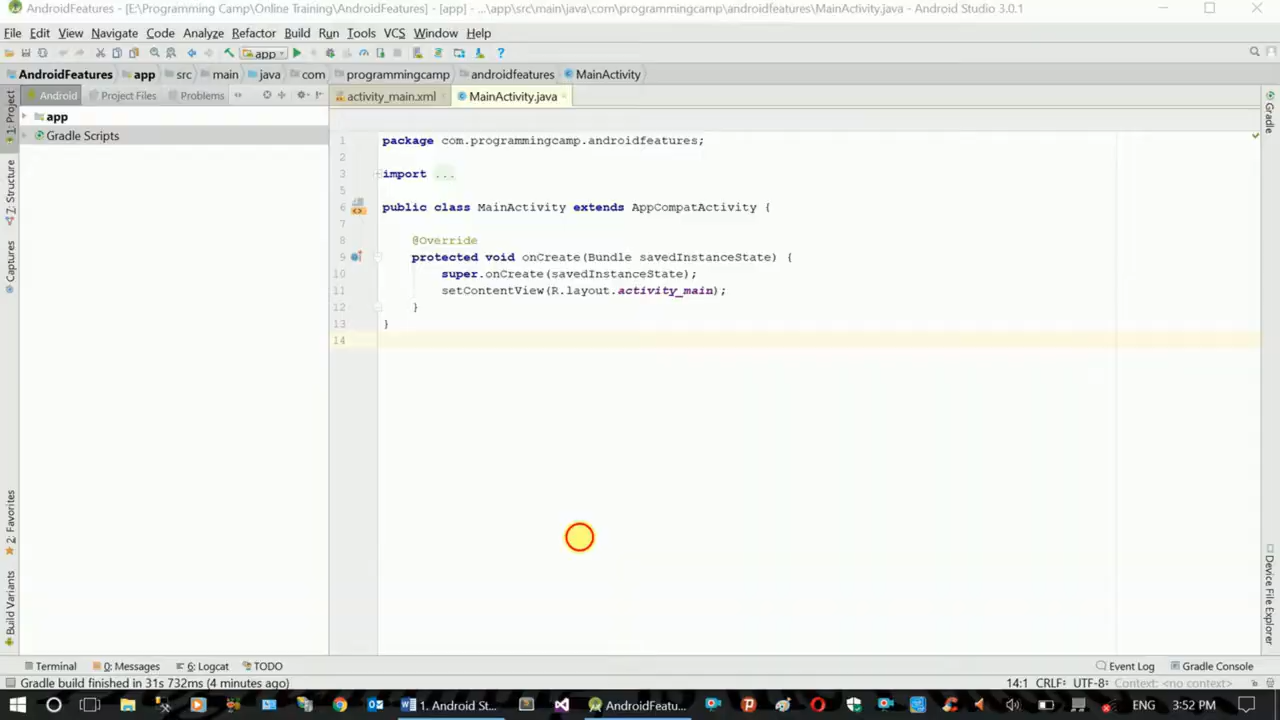 AndroidFeatures - [E:\Programming Camp\Online Training\AndroidFeatures] - [app] - ...\app\src\main\java\com\programmingcamp\androidfeatures\MainActivity.java - Android Studio 3.0.1
File Edit View Navigate Code Analyze Refactor Build Run Tools VCS Window Help
app
AndroidFeatures app src main java com programmingcamp androidfeatures MainActivity
Android Project Files Problems activity_main.xml MainActivity.java
1: Project
7: Structure
Captures
2: Favorites
Build Variants
app
Gradle Scripts
1 package com.programmingcamp.androidfeatures;
2
3 import ...
5
6 public class MainActivity extends AppCompatActivity {
7
8 @Override
9 protected void onCreate(Bundle savedInstanceState) {
10 super.onCreate(savedInstanceState);
11 setContentView(R.layout.activity_main);
12 }
13 }
14
Gradle
Device File Explorer
Terminal 0: Messages 6: Logcat TODO Event Log Gradle Console
Gradle build finished in 31s 732ms (4 minutes ago) 14:1 CRLF÷ UTF-8÷ Context: <no context>
1. Android St... AndroidFeatu... ENG 3:52 PM